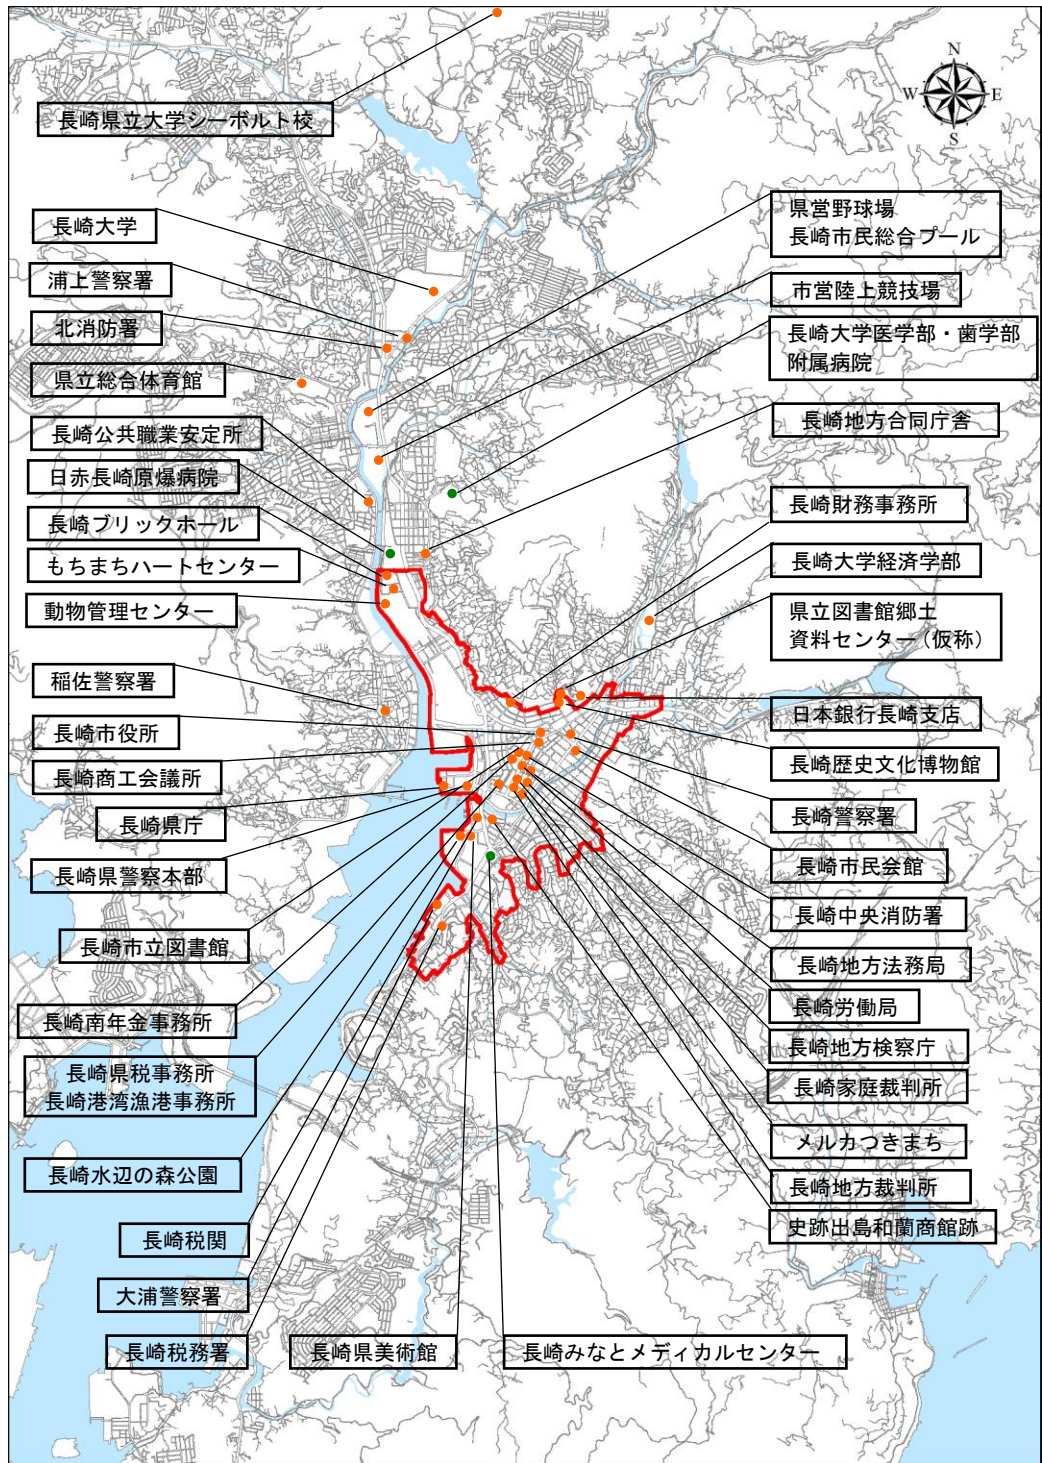 N
W
E
S
長崎県立大学シーボルト校
長崎大学
浦上警察署
北消防署
県立総合体育館
長崎公共職業安定所
日赤長崎原爆病院
長崎ブリックホール
もりまちハートセンター
動物管理センター
稲佐警察署
長崎市役所
長崎商工会議所
長崎県庁
長崎県警察本部
長崎市立図書館
長崎南年金事務所
長崎県税事務所
長崎港湾漁港事務所
長崎水辺の森公園
長崎税関
大浦警察署
長崎税務署
長崎県美術館
長崎みなとメディカルセンター
県営野球場
長崎市民総合プール
市営陸上競技場
長崎大学医学部・歯学部
附属病院
長崎地方合同庁舎
長崎財務事務所
長崎大学経済学部
県立図書館郷土
資料センター（仮称）
日本銀行長崎支店
長崎歴史文化博物館
長崎警察署
長崎市民会館
長崎中央消防署
長崎地方法務局
長崎労働局
長崎地方検察庁
長崎家庭裁判所
メルカつきまち
長崎地方裁判所
史跡出島和蘭商館跡